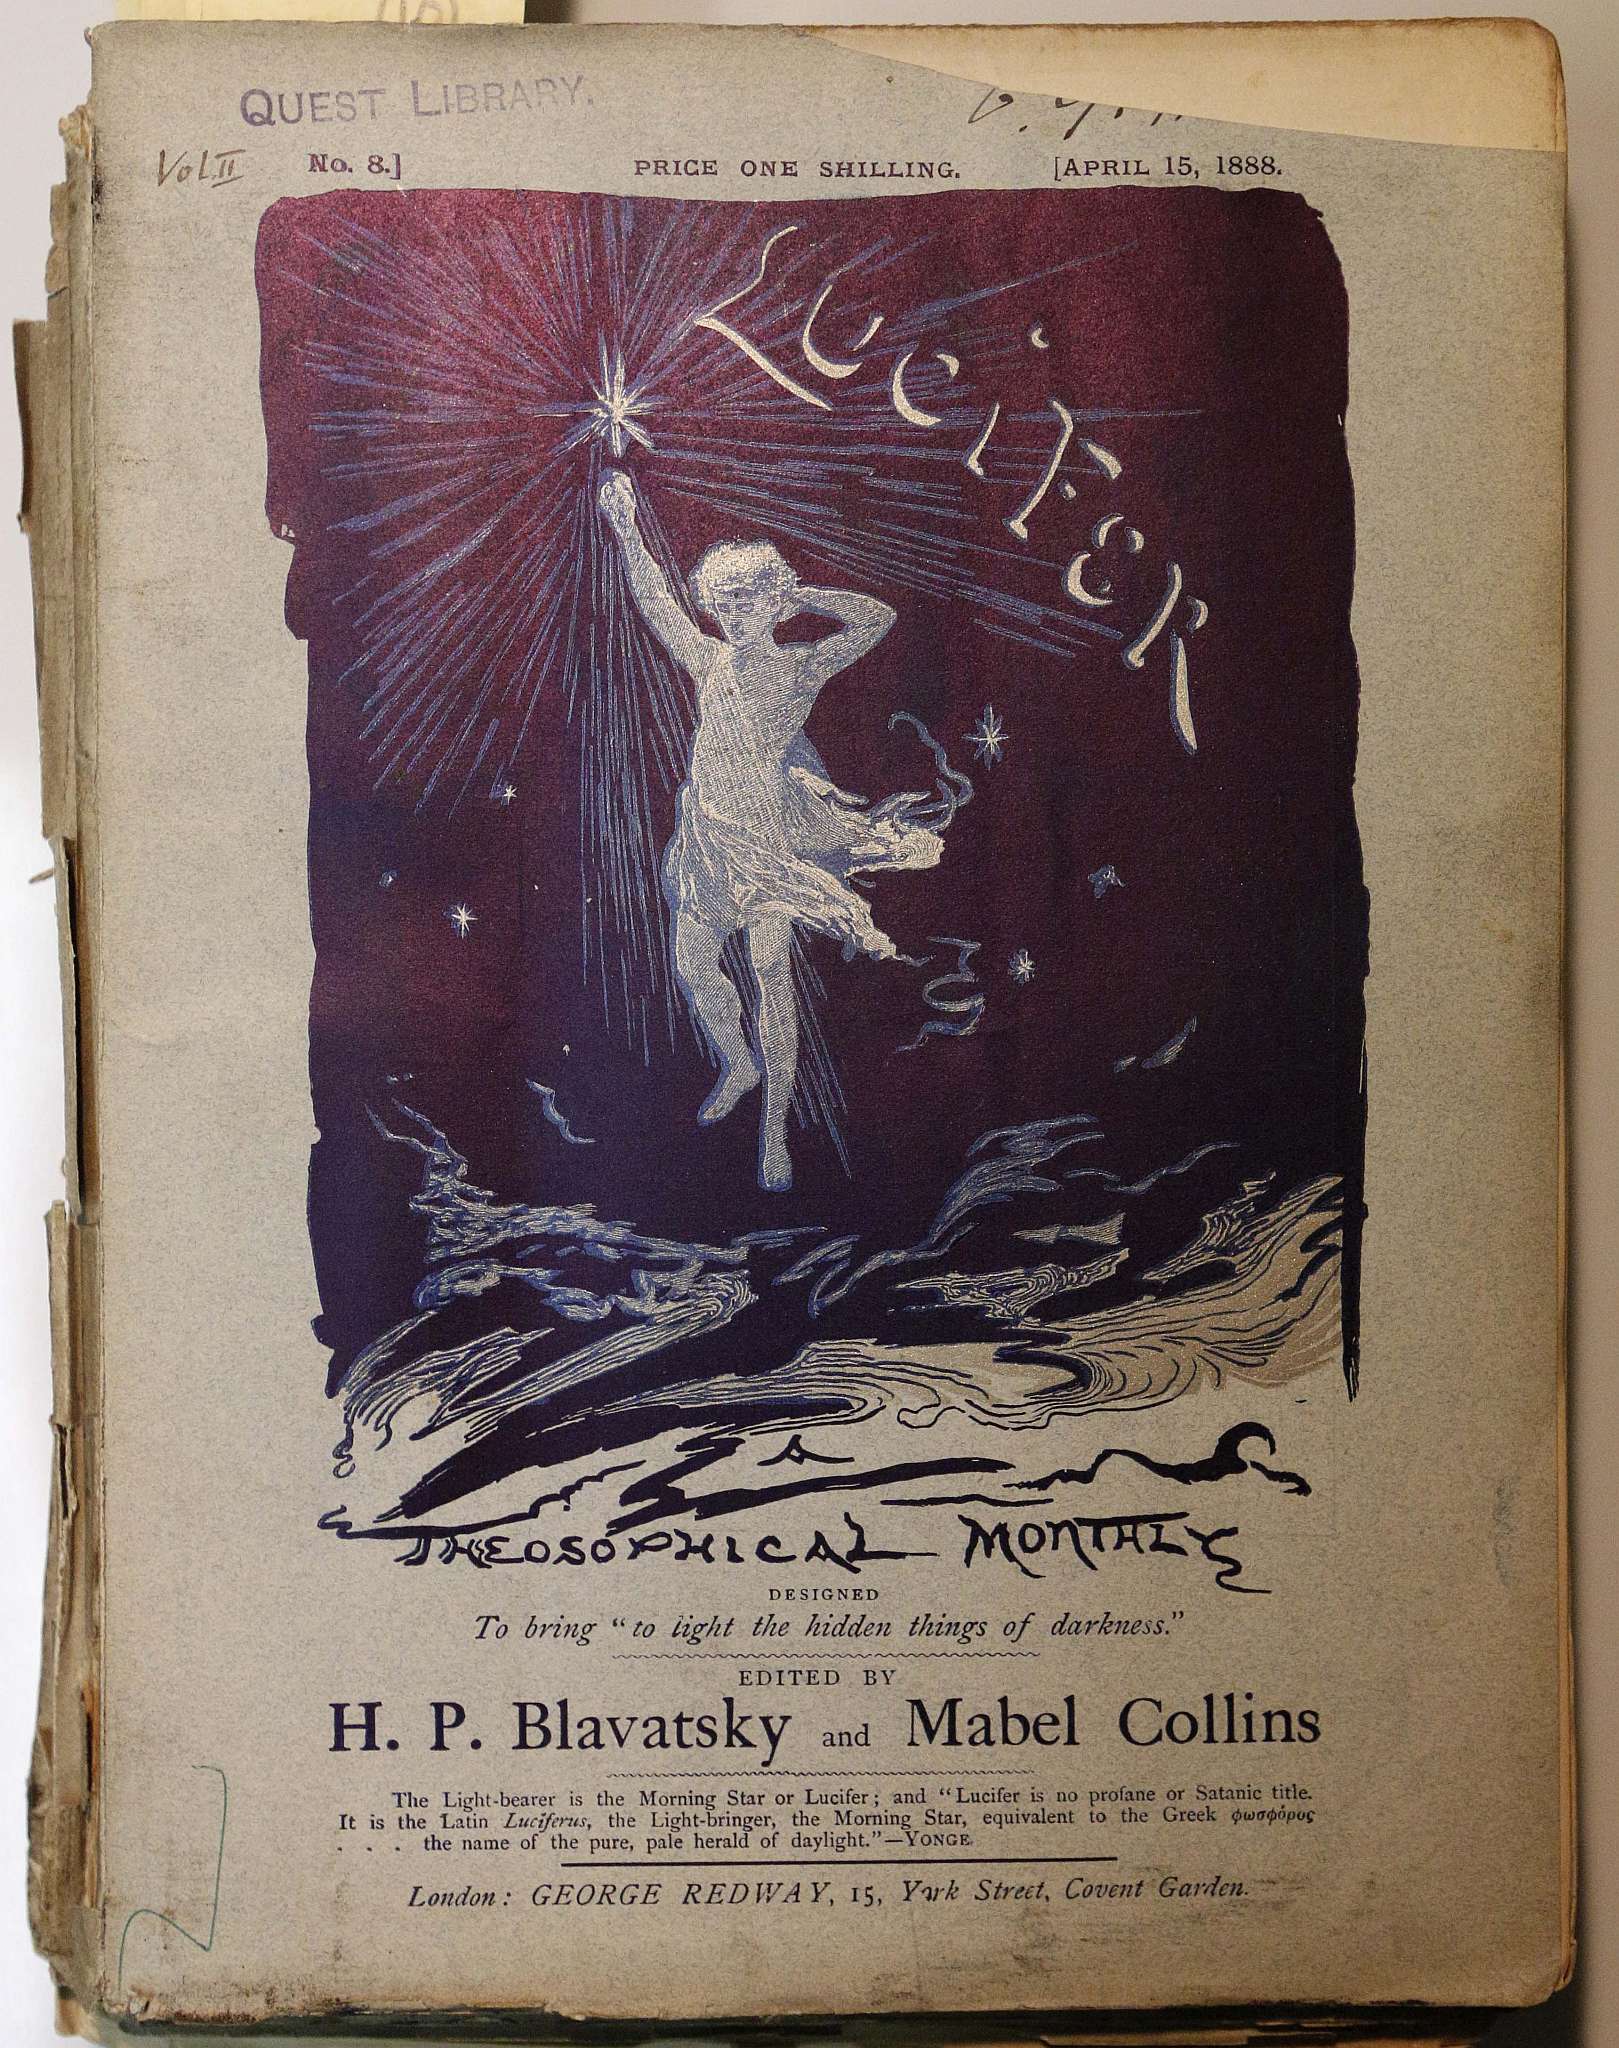 (10)
QUEST LIBRARY.
Vol II
No. 8.] PRICE ONE SHILLING. [APRIL 15, 1888.
LUCIFER
A
THEOSOPHICAL MONTHLY
DESIGNED
To bring “to light the hidden things of darkness.”
EDITED BY
H. P. Blavatsky and Mabel Collins
The Light-bearer is the Morning Star or Lucifer; and “Lucifer is no profane or Satanic title.
It is the Latin Luciferus, the Light-bringer, the Morning Star, equivalent to the Greek φωσφόρος
. . . the name of the pure, pale herald of daylight.”—YONGE.
London: GEORGE REDWAY, 15, York Street, Covent Garden.